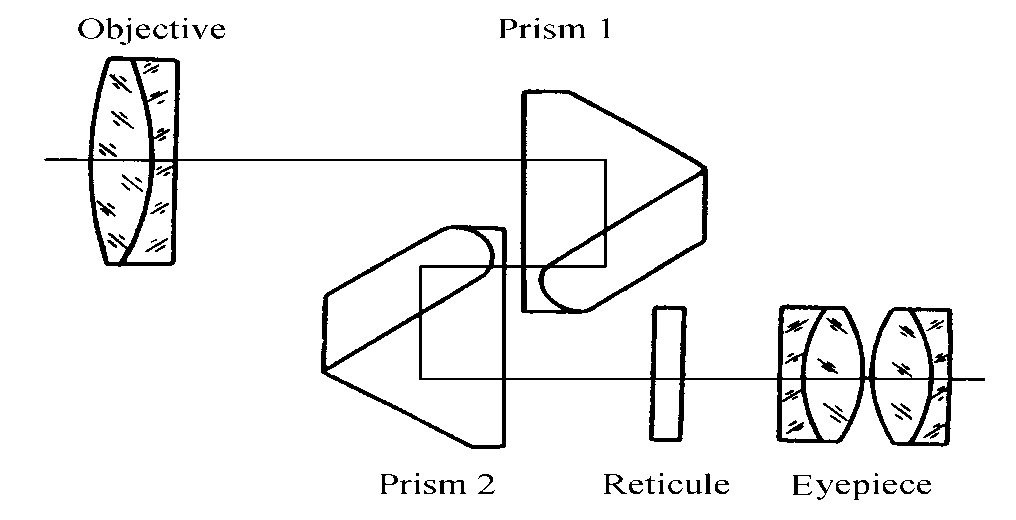 Objective
Prism 1
Prism 2
Reticule
Eyepiece